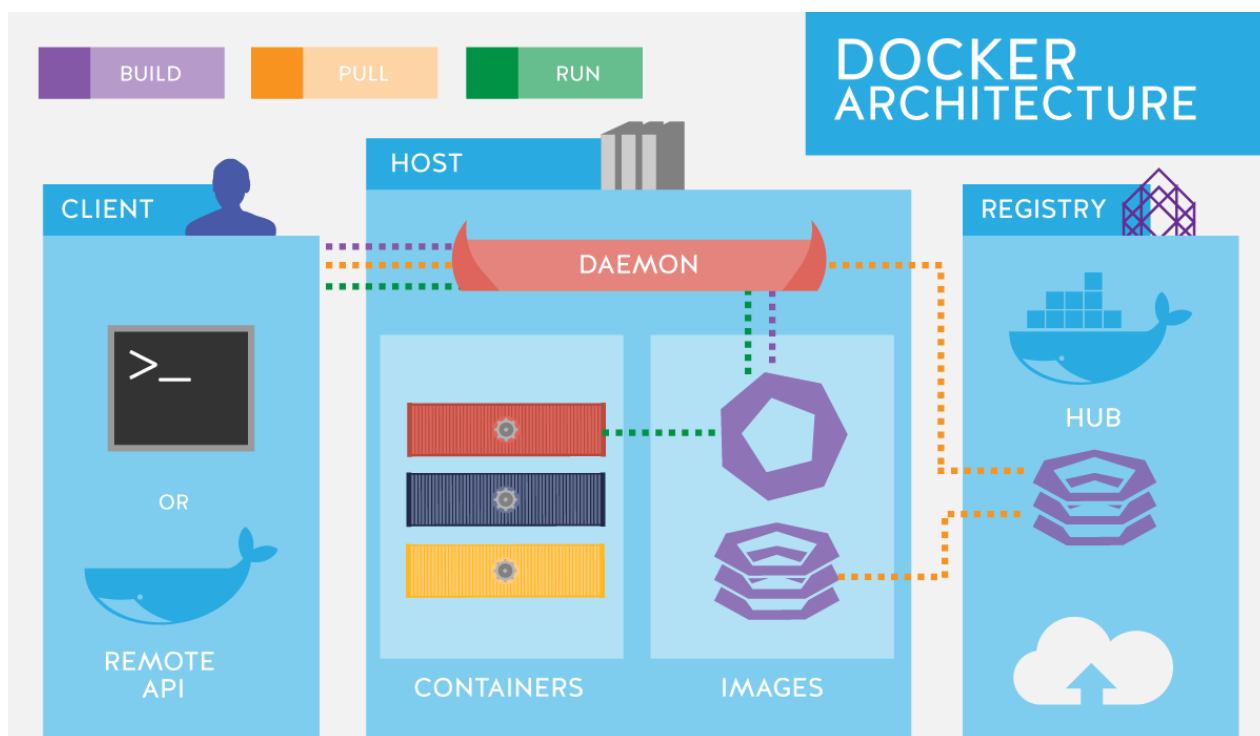 BUILD
PULL
RUN
DOCKER
ARCHITECTURE
HOST
CLIENT
REGISTRY
DAEMON
>_
HUB
OR
REMOTE
API
CONTAINERS
IMAGES